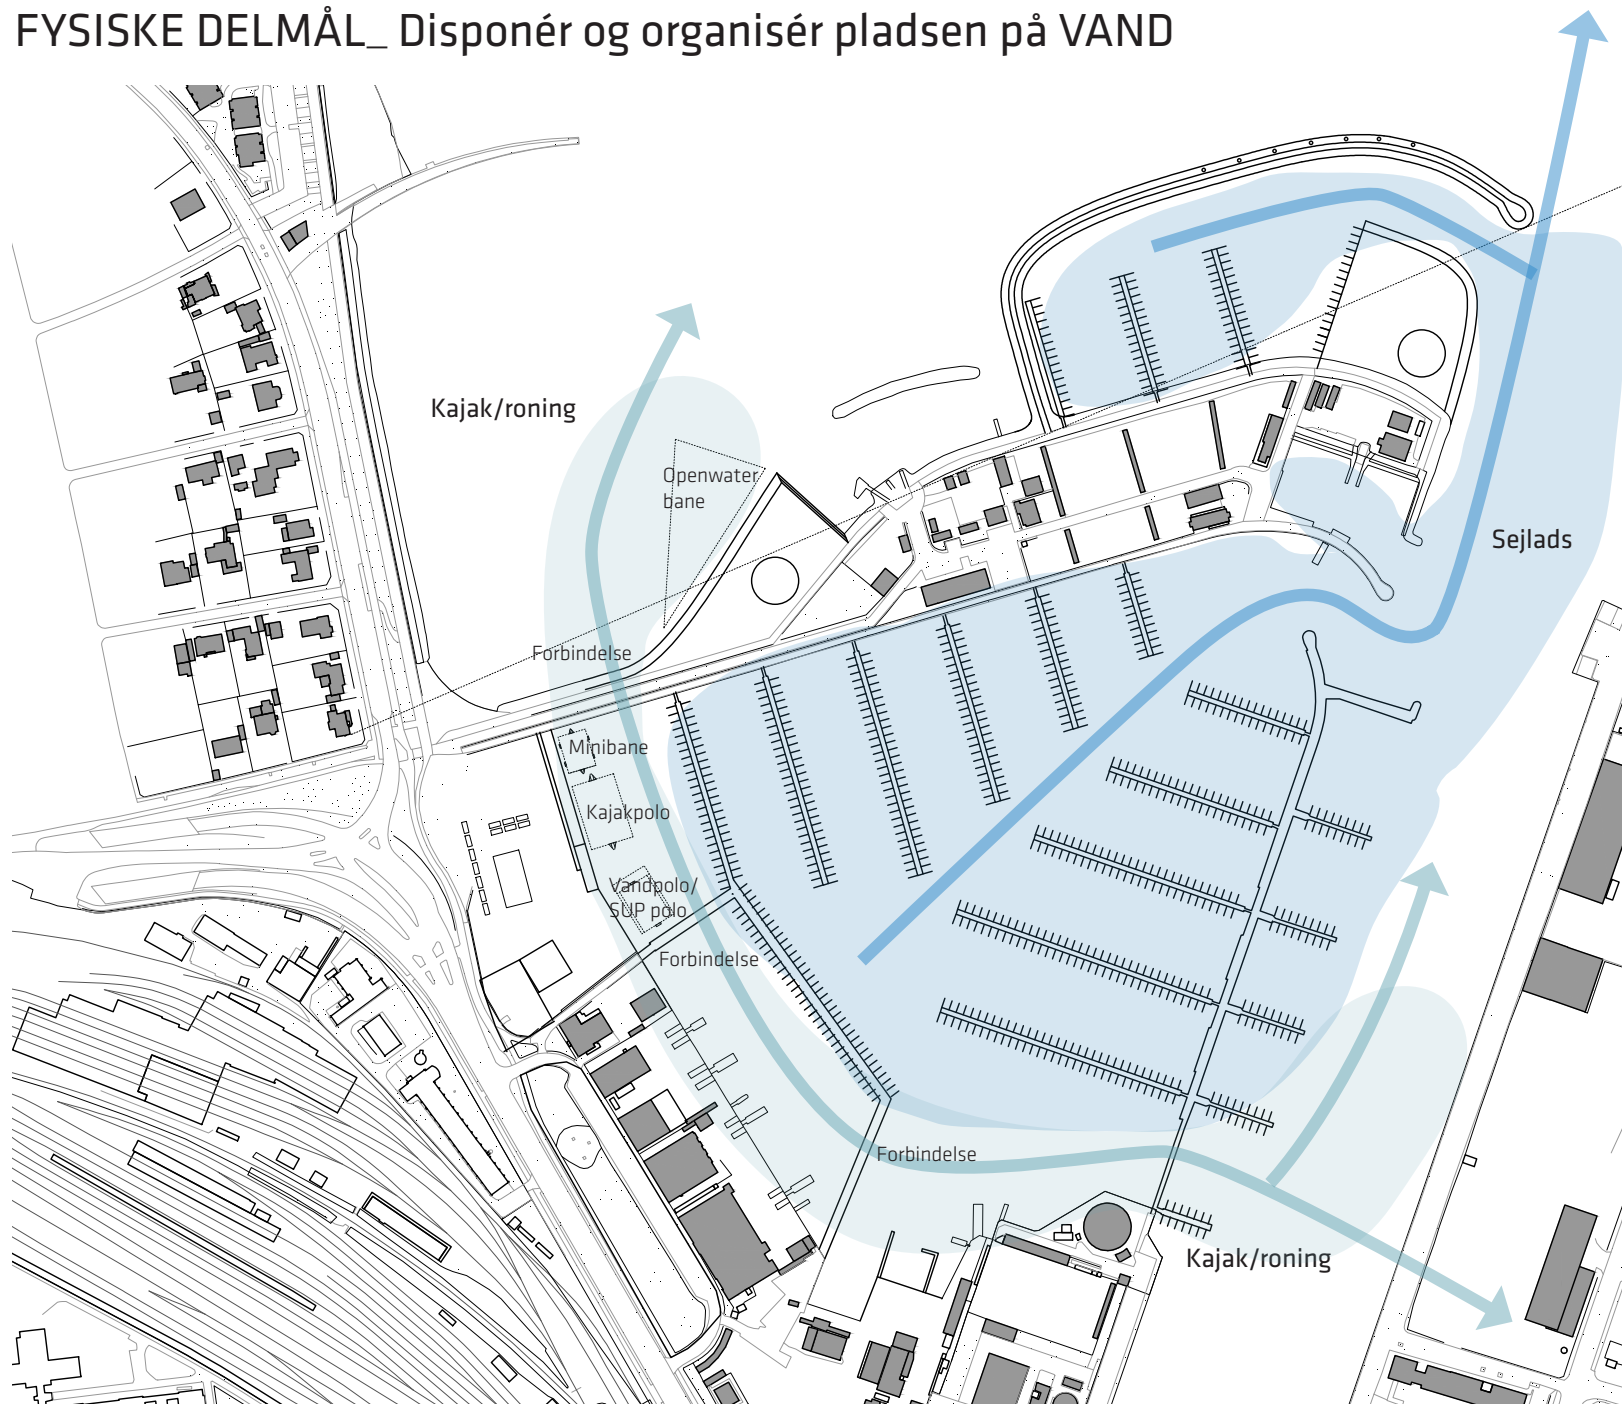 FYSISKE DELMÅL_ Disponér og organisér pladsen på VAND
Kajak/roning
Openwater
bane
Sejlads
Forbindelse
Minibane
Kajakpolo
Vandpolo/
SUP polo
Forbindelse
Forbindelse
Kajak/roning